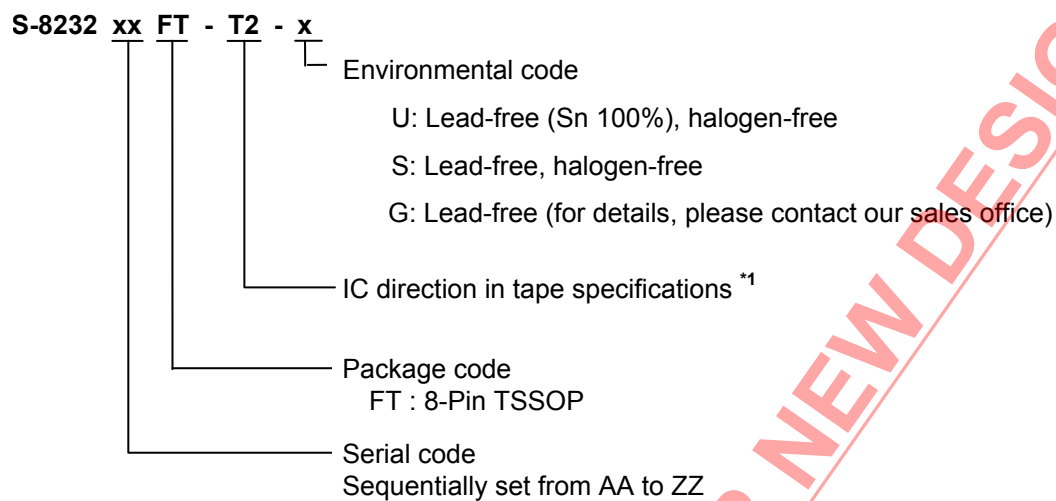 S-8232 xx FT - T2 - x
Environmental code
U: Lead-free (Sn 100%), halogen-free
S: Lead-free, halogen-free
G: Lead-free (for details, please contact our sales office)
IC direction in tape specifications *1
Package code
FT : 8-Pin TSSOP
Serial code
Sequentially set from AA to ZZ
NEW